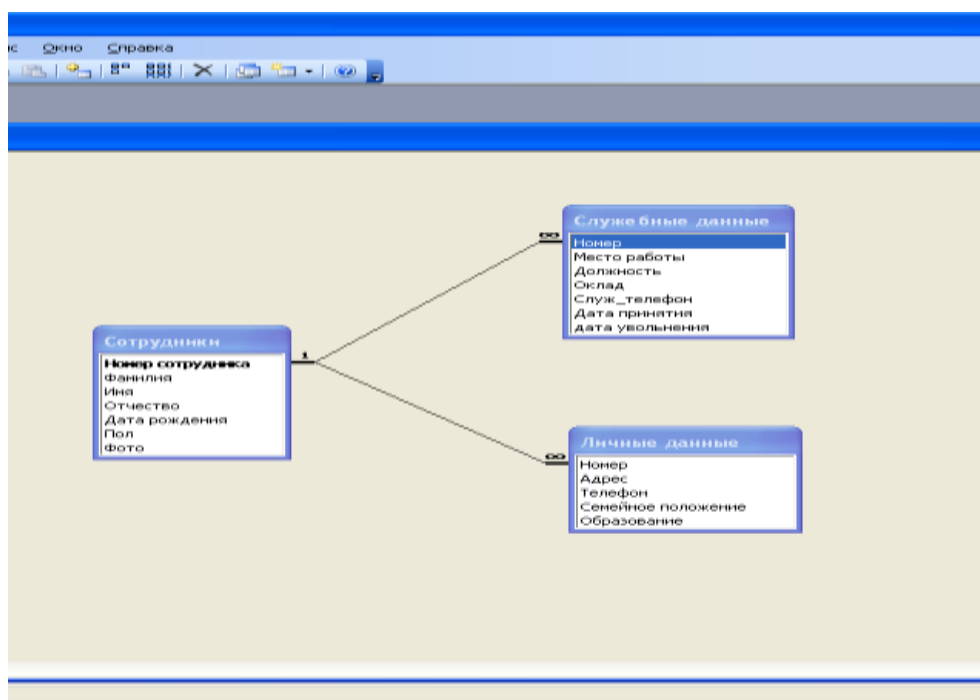 Окно Справка
Служебные данные
Номер
Место работы
Должность
Оклад
Служ_телефон
Дата принятия
дата увольнения
∞
1
Сотрудники
Номер сотрудника
Фамилия
Имя
Отчество
Дата рождения
Пол
Фото
∞
Личные данные
Номер
Адрес
Телефон
Семейное положение
Образование